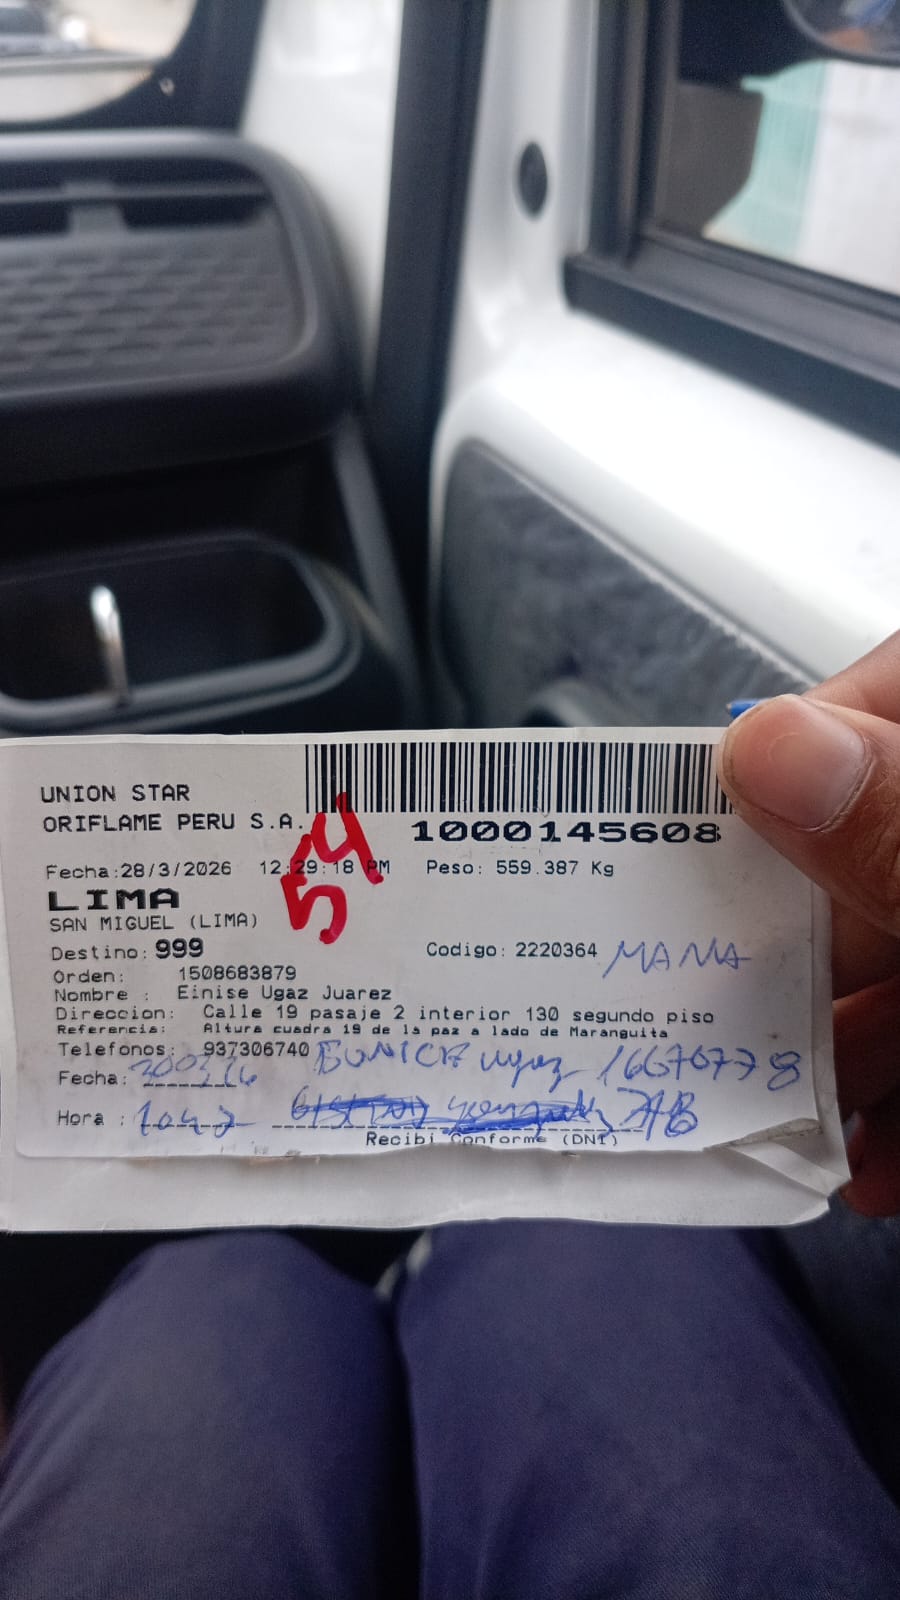 UNION STAR
ORIFLAME PERU S.A.
54
1000145608
Fecha:28/3/2026 12:29:18 PM Peso: 559.387 Kg
LIMA
SAN MIGUEL (LIMA)
Destino: 999 Codigo: 2220364 MAMA
Orden: 1508683879
Nombre : Einise Ugaz Juarez
Direccion: Calle 19 pasaje 2 interior 130 segundo piso
Referencia: Altura cuadra 19 de la paz a lado de Maranguita
Telefonos: 937306740 Ugaz
Fecha:
Hora : 1042
Recibi Conforme (DNI)